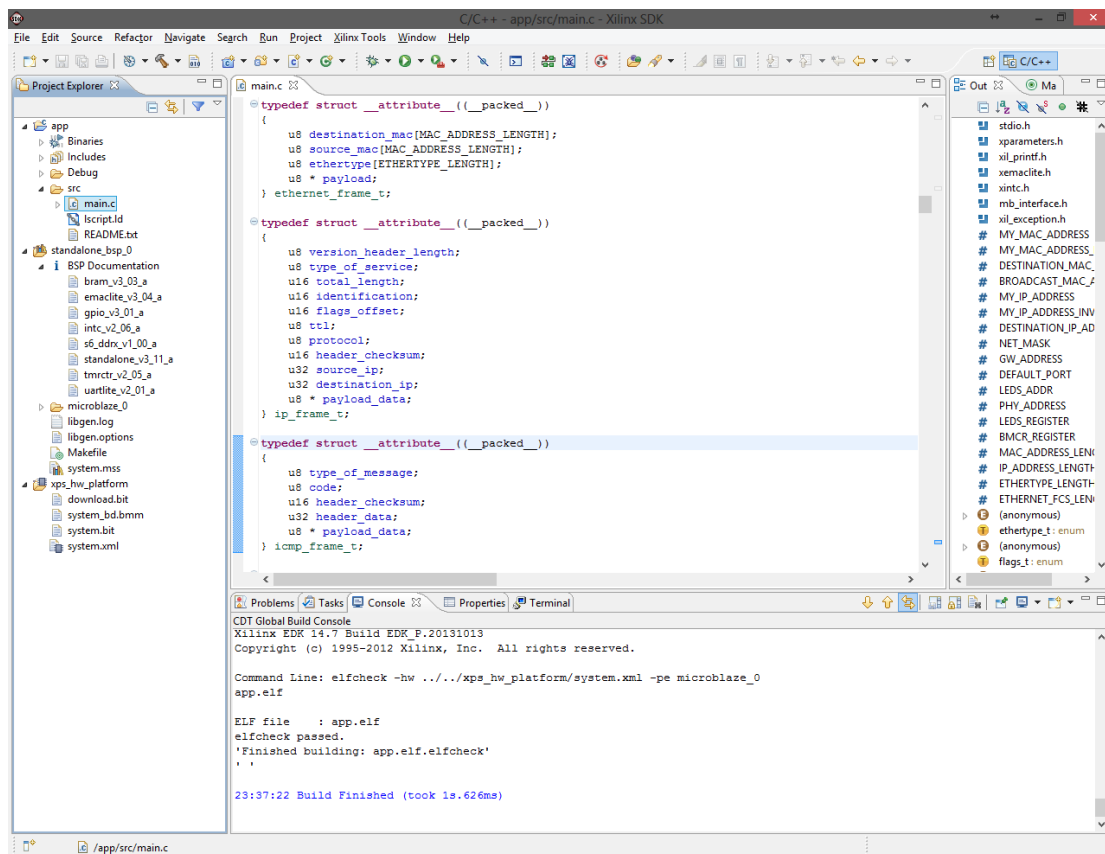 C/C++ - app/src/main.c - Xilinx SDK
File Edit Source Refactor Navigate Search Run Project Xilinx Tools Window Help
C/C++
Project Explorer
app
Binaries
Includes
Debug
src
main.c
lscript.ld
README.txt
standalone_bsp_0
BSP Documentation
bram_v3_03_a
emaclite_v3_04_a
gpio_v3_01_a
intc_v2_06_a
s6_ddrx_v1_00_a
standalone_v3_11_a
tmrctr_v2_05_a
uartlite_v2_01_a
microblaze_0
libgen.log
libgen.options
Makefile
system.mss
xps_hw_platform
download.bit
system_bd.bmm
system.bit
system.xml
main.c
typedef struct __attribute__((__packed__))
{
u8 destination_mac[MAC_ADDRESS_LENGTH];
u8 source_mac[MAC_ADDRESS_LENGTH];
u8 ethertype[ETHERTYPE_LENGTH];
u8 * payload;
} ethernet_frame_t;
typedef struct __attribute__((__packed__))
{
u8 version_header_length;
u8 type_of_service;
u16 total_length;
u16 identification;
u16 flags_offset;
u8 ttl;
u8 protocol;
u16 header_checksum;
u32 source_ip;
u32 destination_ip;
u8 * payload_data;
} ip_frame_t;
typedef struct __attribute__((__packed__))
{
u8 type_of_message;
u8 code;
u16 header_checksum;
u32 header_data;
u8 * payload_data;
} icmp_frame_t;
Out Ma
stdio.h
xparameters.h
xil_printf.h
xemaclite.h
xintc.h
mb_interface.h
xil_exception.h
# MY_MAC_ADDRESS
# MY_MAC_ADDRESS_
# DESTINATION_MAC_
# BROADCAST_MAC_A
# MY_IP_ADDRESS
# MY_IP_ADDRESS_INV
# DESTINATION_IP_AD
# NET_MASK
# GW_ADDRESS
# DEFAULT_PORT
# LEDS_ADDR
# PHY_ADDRESS
# LEDS_REGISTER
# BMCR_REGISTER
# MAC_ADDRESS_LEN
# IP_ADDRESS_LENGTH
# ETHERTYPE_LENGTH
# ETHERNET_FCS_LEN
(anonymous)
ethertype_t : enum
(anonymous)
flags_t : enum
Problems Tasks Console Properties Terminal
CDT Global Build Console
Xilinx EDK 14.7 Build EDK_P.20131013
Copyright (c) 1995-2012 Xilinx, Inc. All rights reserved.
Command Line: elfcheck -hw ../../xps_hw_platform/system.xml -pe microblaze_0
app.elf
ELF file : app.elf
elfcheck passed.
'Finished building: app.elf.elfcheck'
' '
23:37:22 Build Finished (took 1s.626ms)
/app/src/main.c